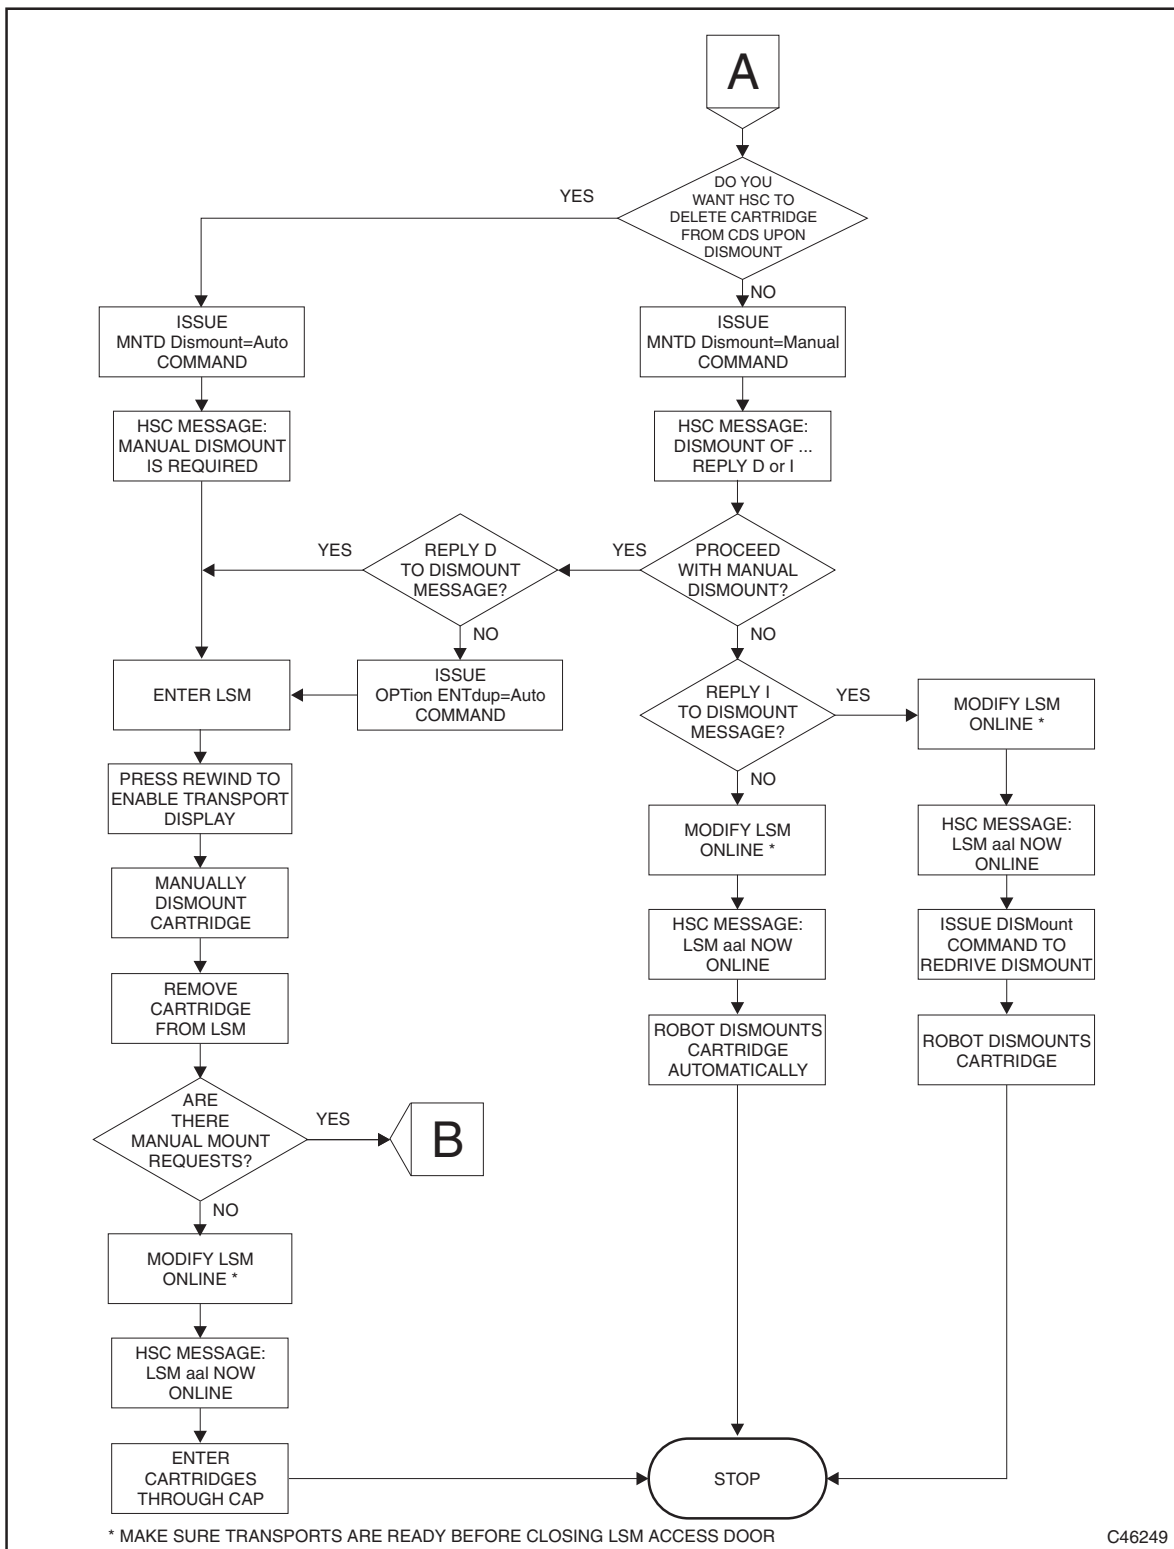 A
DO YOU
WANT HSC TO
DELETE CARTRIDGE
FROM CDS UPON
DISMOUNT
YES
NO
ISSUE
MNTD Dismount=Auto
COMMAND
ISSUE
MNTD Dismount=Manual
COMMAND
HSC MESSAGE:
MANUAL DISMOUNT
IS REQUIRED
HSC MESSAGE:
DISMOUNT OF ...
REPLY D or I
PROCEED
WITH MANUAL
DISMOUNT?
YES
NO
REPLY D
TO DISMOUNT
MESSAGE?
YES
NO
ISSUE
OPTion ENTdup=Auto
COMMAND
ENTER LSM
REPLY I
TO DISMOUNT
MESSAGE?
YES
NO
MODIFY LSM
ONLINE *
HSC MESSAGE:
LSM aal NOW
ONLINE
ISSUE DISMount
COMMAND TO
REDRIVE DISMOUNT
ROBOT DISMOUNTS
CARTRIDGE
MODIFY LSM
ONLINE *
HSC MESSAGE:
LSM aal NOW
ONLINE
ROBOT DISMOUNTS
CARTRIDGE
AUTOMATICALLY
PRESS REWIND TO
ENABLE TRANSPORT
DISPLAY
MANUALLY
DISMOUNT
CARTRIDGE
REMOVE
CARTRIDGE
FROM LSM
ARE
THERE
MANUAL MOUNT
REQUESTS?
YES
B
NO
MODIFY LSM
ONLINE *
HSC MESSAGE:
LSM aal NOW
ONLINE
ENTER
CARTRIDGES
THROUGH CAP
STOP
* MAKE SURE TRANSPORTS ARE READY BEFORE CLOSING LSM ACCESS DOOR
C46249